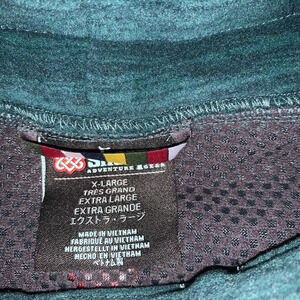 ADVENTURE GEAR
X-LARGE
TRÈS GRAND
EXTRA LARGE
EXTRA GRANDE
エクストラ・ラージ
MADE IN VIETNAM
FABRIQUÉ AU VIETNAM
HERGESTELLT IN VIETNAM
HECHO EN VIETNAM
ベトナム製